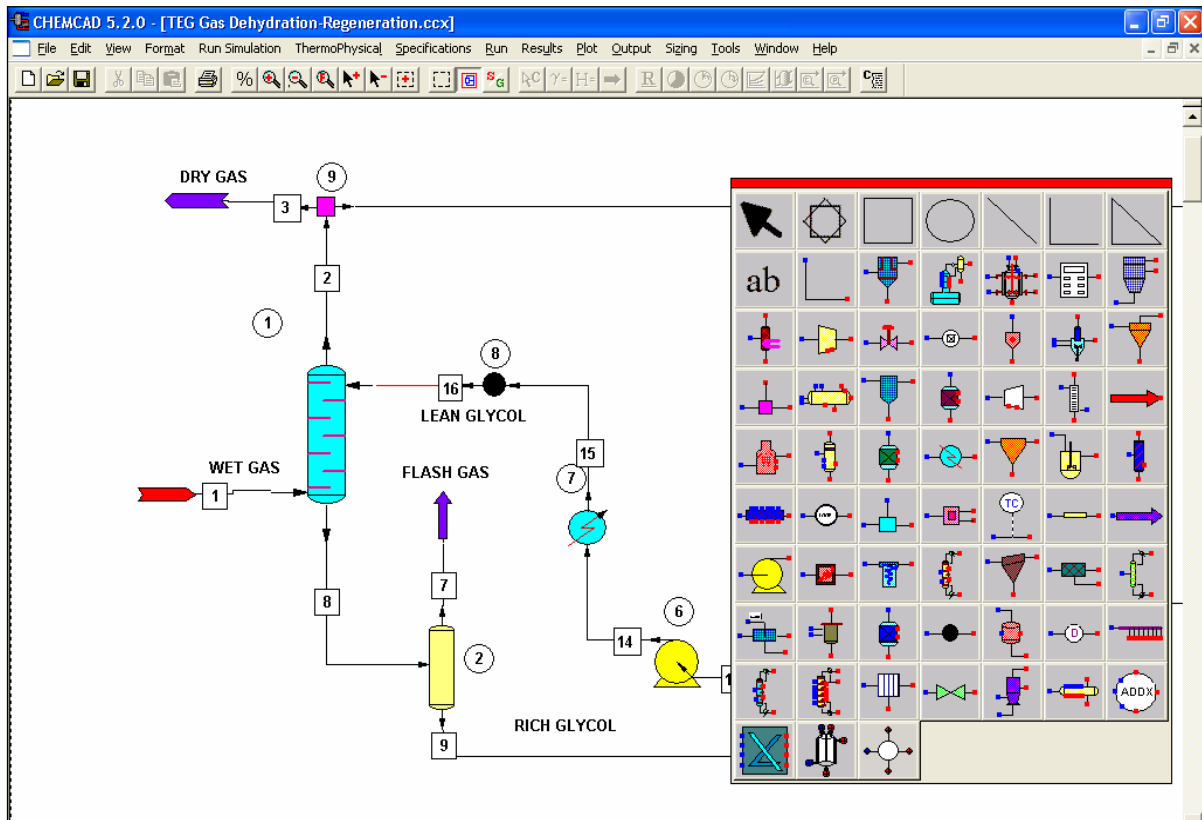 CHEMCAD 5.2.0 - [TEG Gas Dehydration-Regeneration.ccx]
File Edit View Format Run Simulation ThermoPhysical Specifications Run Results Plot Output Sizing Tools Window Help
% F S G C γ= H= R C
DRY GAS
9
3
2
1
8
16
LEAN GLYCOL
15
WET GAS
FLASH GAS
7
1
ab
TC
7
8
6
14
2
1
D
ADDX
RICH GLYCOL
9